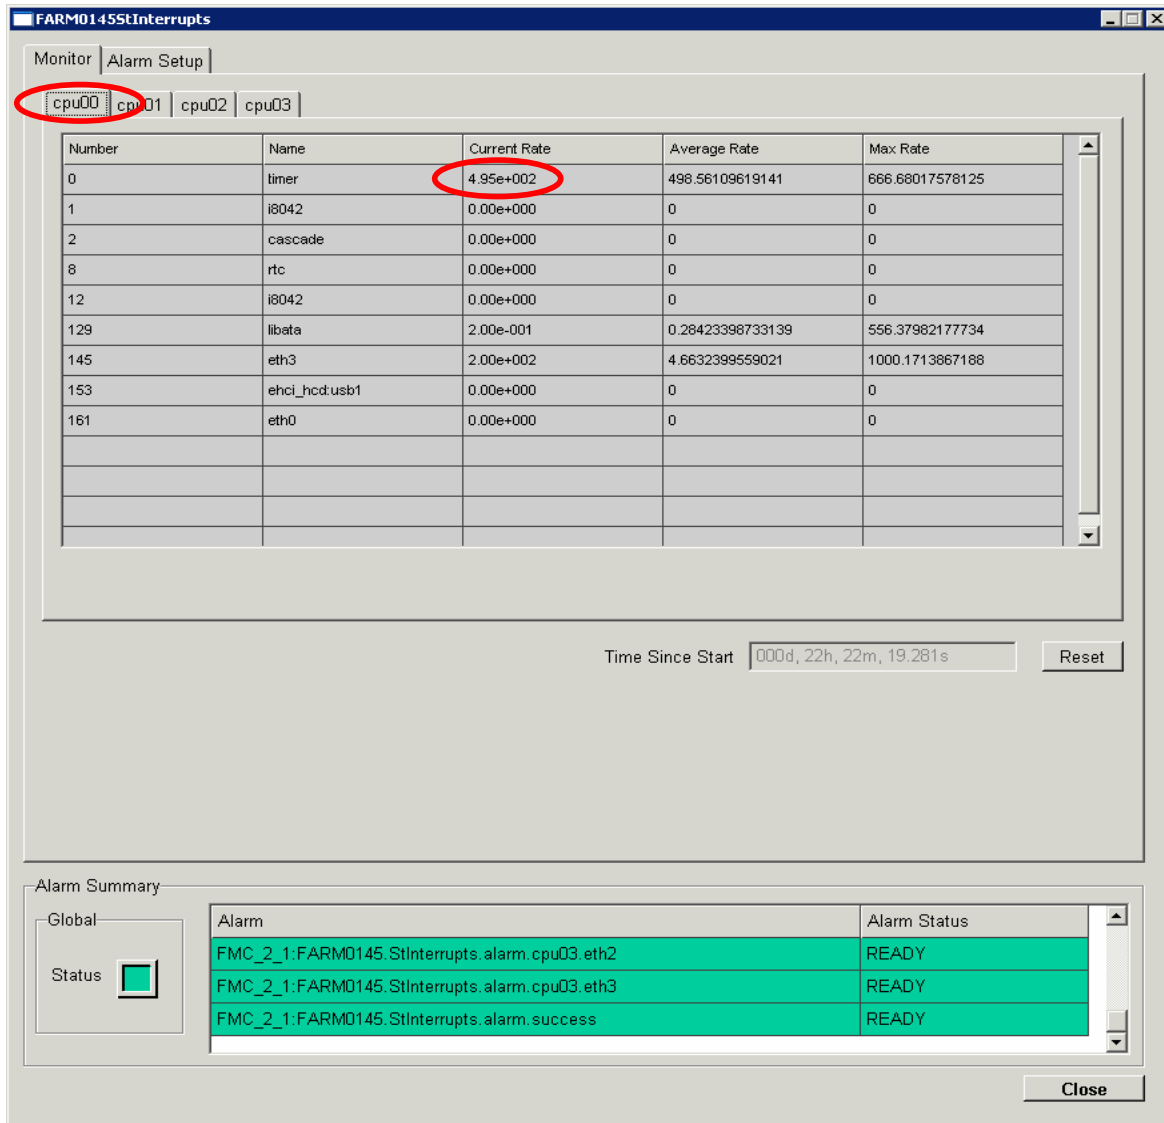 FARM0145StInterrupts
Monitor Alarm Setup
cpu00 cpu01 cpu02 cpu03
Number Name Current Rate Average Rate Max Rate
0 timer 4.95e+002 498.56109619141 666.68017578125
1 i8042 0.00e+000 0 0
2 cascade 0.00e+000 0 0
8 rtc 0.00e+000 0 0
12 i8042 0.00e+000 0 0
129 libata 2.00e-001 0.28423398733139 556.37982177734
145 eth3 2.00e+002 4.6632399559021 1000.1713867188
153 ehci_hcd:usb1 0.00e+000 0 0
161 eth0 0.00e+000 0 0
Time Since Start 000d, 22h, 22m, 19.281s Reset
Alarm Summary
Global
Status
Alarm Alarm Status
FMC_2_1:FARM0145.StInterrupts.alarm.cpu03.eth2 READY
FMC_2_1:FARM0145.StInterrupts.alarm.cpu03.eth3 READY
FMC_2_1:FARM0145.StInterrupts.alarm.success READY
Close